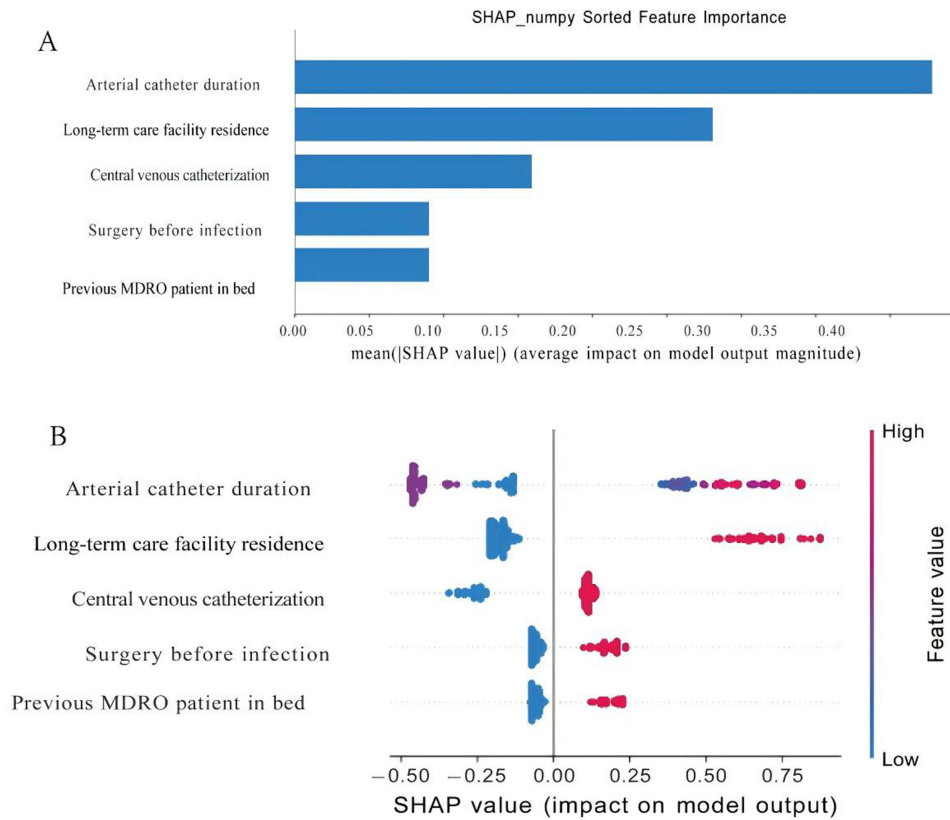 SHAP_numpy Sorted Feature Importance
A
Arterial catheter duration
Long-term care facility residence
Central venous catheterization
Surgery before infection
Previous MDRO patient in bed
0.00 0.05 0.10 0.15 0.20 0.25 0.30 0.35 0.40
mean(|SHAP value|) (average impact on model output magnitude)
B
High
Arterial catheter duration
Long-term care facility residence
Central venous catheterization
Surgery before infection
Previous MDRO patient in bed
Feature value
Low
−0.50 −0.25 0.00 0.25 0.50 0.75
SHAP value (impact on model output)